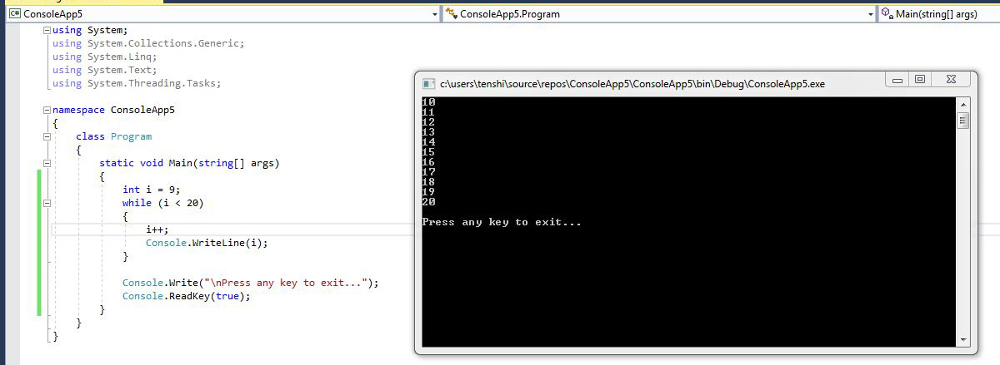 C# ConsoleApp5 ConsoleApp5.Program Main(string[] args)
using System;
using System.Collections.Generic;
using System.Linq;
using System.Text;
using System.Threading.Tasks;
namespace ConsoleApp5
{
class Program
{
static void Main(string[] args)
{
int i = 9;
while (i < 20)
{
i++;
Console.WriteLine(i);
}
Console.Write("\nPress any key to exit...");
Console.ReadKey(true);
}
}
}
c:\users\tenshi\source\repos\ConsoleApp5\ConsoleApp5\bin\Debug\ConsoleApp5.exe
10
11
12
13
14
15
16
17
18
19
20
Press any key to exit...